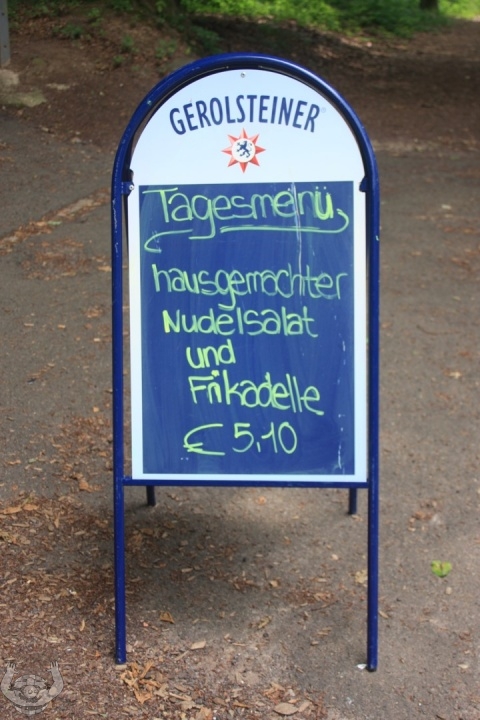 GEROLSTEINER
Tagesmenü
hausgemachter
Nudelsalat
und
Frikadelle
€ 5,10